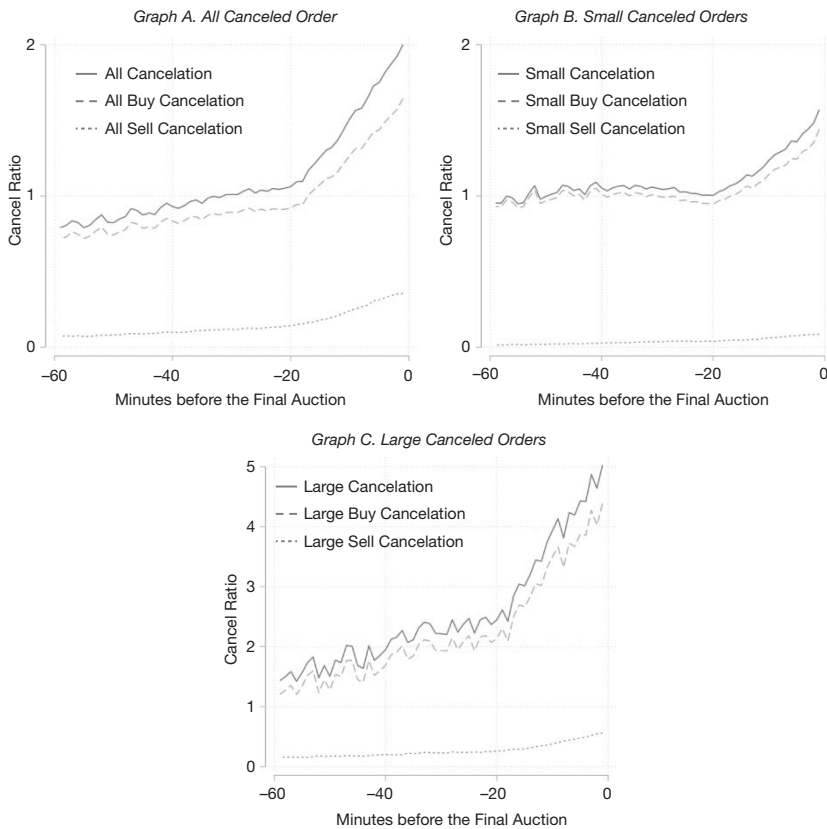 Graph A. All Canceled Order
Cancel Ratio
2
1
0
All Cancelation
All Buy Cancelation
All Sell Cancelation
−60
−40
−20
0
Minutes before the Final Auction
Graph B. Small Canceled Orders
Cancel Ratio
2
1
0
Small Cancelation
Small Buy Cancelation
Small Sell Cancelation
−60
−40
−20
0
Minutes before the Final Auction
Graph C. Large Canceled Orders
Cancel Ratio
5
4
3
2
1
0
Large Cancelation
Large Buy Cancelation
Large Sell Cancelation
−60
−40
−20
0
Minutes before the Final Auction